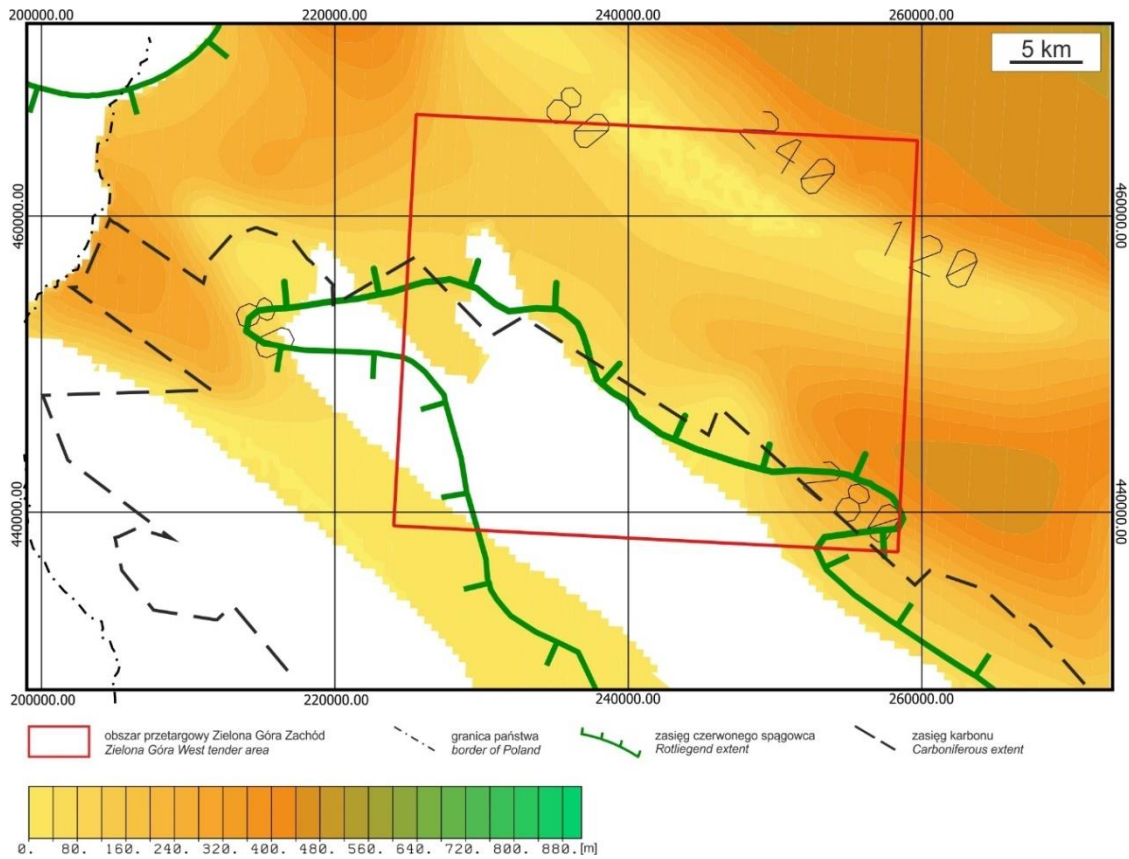 200000.00 220000.00 240000.00 260000.00
5 km
80
240
460000.00 460000.00
120
80
280
440000.00 440000.00
200000.00 220000.00 240000.00 260000.00
obszar przetargowy Zielona Góra Zachód
Zielona Góra West tender area
granica państwa
border of Poland
zasięg czerwonego spągowca
Rotliegend extent
zasięg karbonu
Carboniferous extent
0. 80. 160. 240. 320. 400. 480. 560. 640. 720. 800. 880. [m]